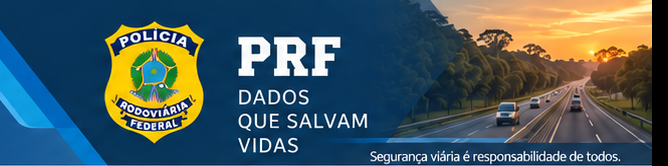 POLÍCIA
RODOVIÁRIA
FEDERAL
PRF
DADOS
QUE SALVAM
VIDAS
Segurança viária é responsabilidade de todos.